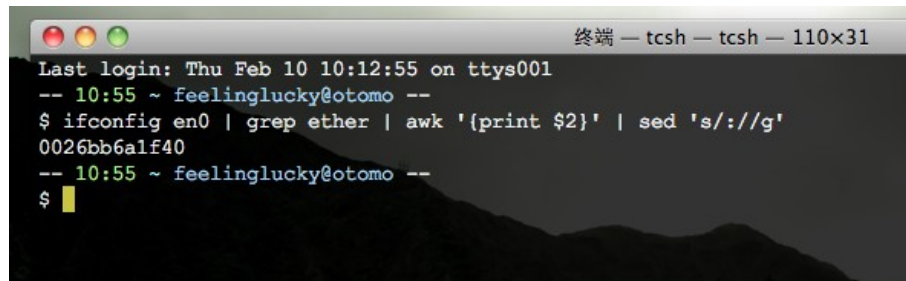 终端 — tcsh — tcsh — 110×31
Last login: Thu Feb 10 10:12:55 on ttys001
-- 10:55 ~ feelinglucky@otomo --
$ ifconfig en0 | grep ether | awk '{print $2}' | sed 's/://g'
0026bb6a1f40
-- 10:55 ~ feelinglucky@otomo --
$